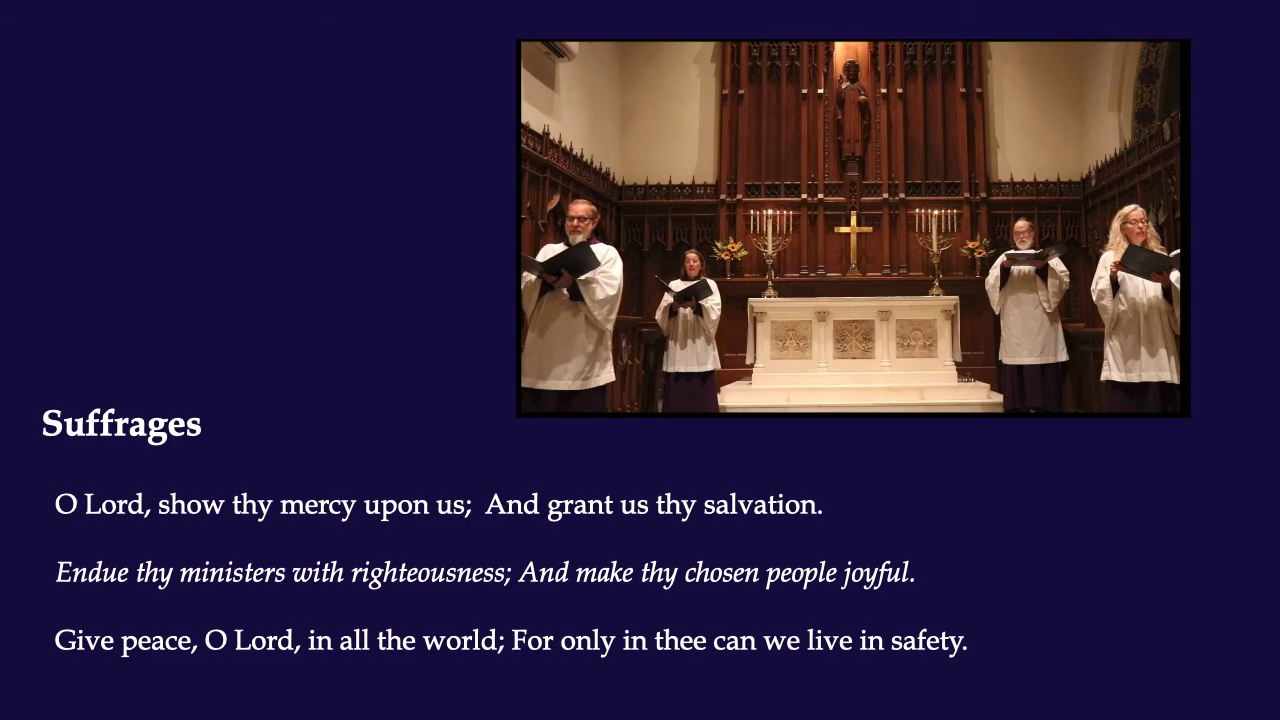 Suffrages
O Lord, show thy mercy upon us;  And grant us thy salvation.
Endue thy ministers with righteousness; And make thy chosen people joyful.
Give peace, O Lord, in all the world; For only in thee can we live in safety.